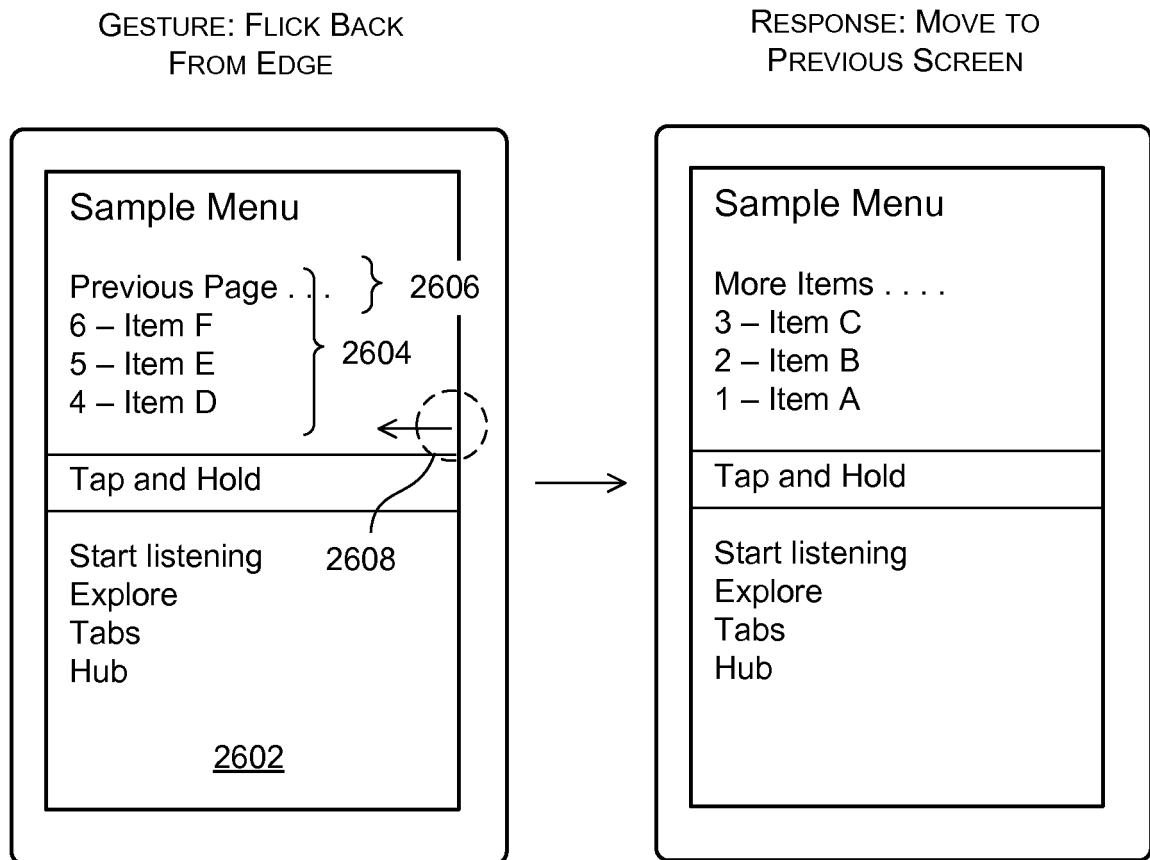 GESTURE: FLICK BACK
FROM EDGE
Sample Menu
Previous Page . . .
2606
6 – Item F
5 – Item E
2604
4 – Item D
Tap and Hold
Start listening
2608
Explore
Tabs
Hub
2602
RESPONSE: MOVE TO
PREVIOUS SCREEN
Sample Menu
More Items . . . .
3 – Item C
2 – Item B
1 – Item A
Tap and Hold
Start listening
Explore
Tabs
Hub